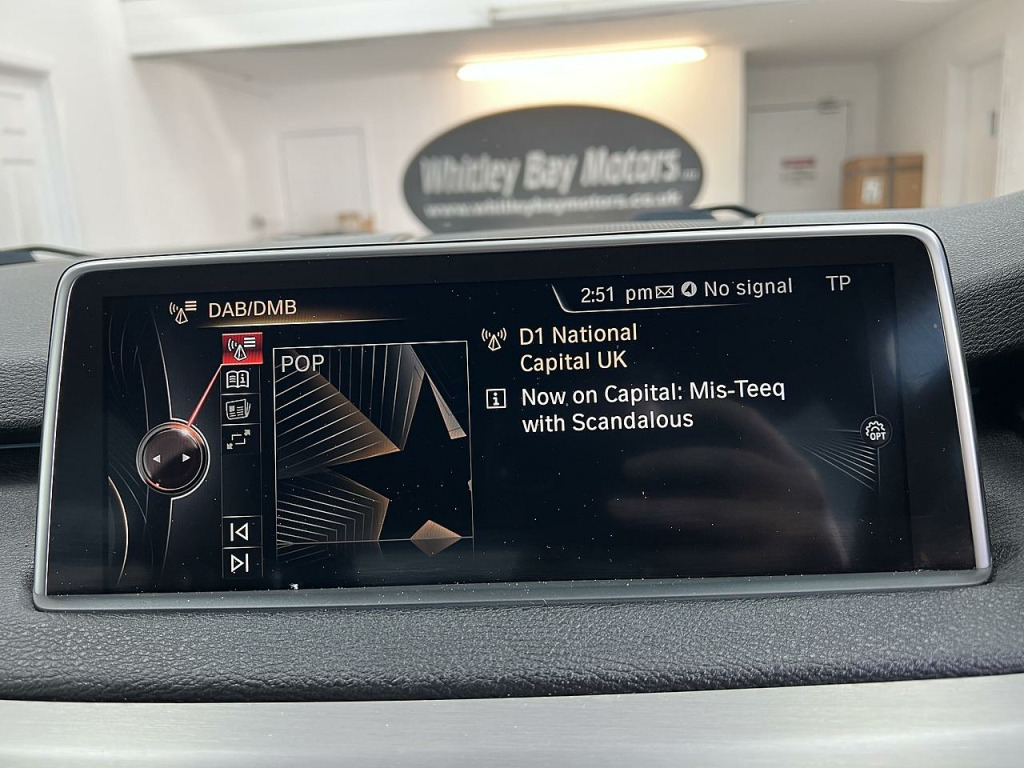 Whitley Bay Motors
www.whitleybaymotors.co.uk
DAB/DMB
2:51 pm No signal
TP
POP
D1 National
Capital UK
Now on Capital: Mis-Teeq
with Scandalous
OPT